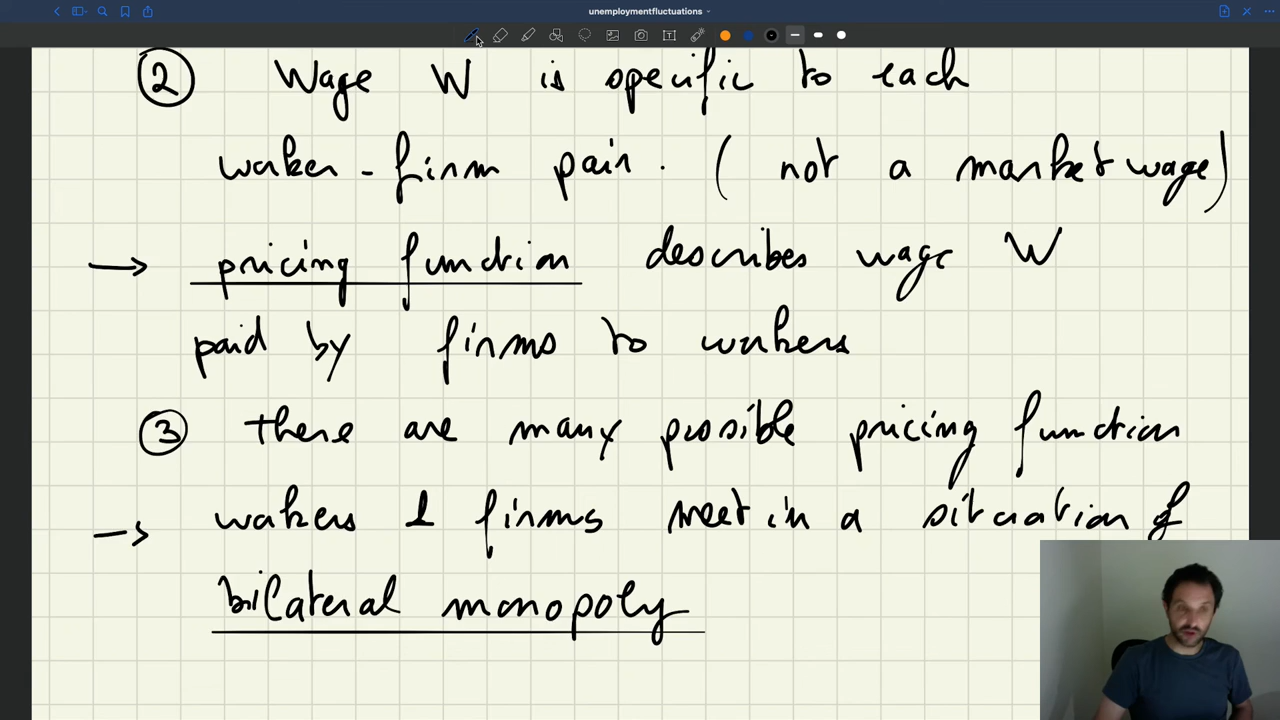 unemploymentfluctuations
② Wage W is specific to each
worker-firm pair. (not a market wage)
→ pricing function describes wage W
paid by firms to workers
③ there are many possible pricing function
→ workers & firms meet in a situation of
bilateral monopoly